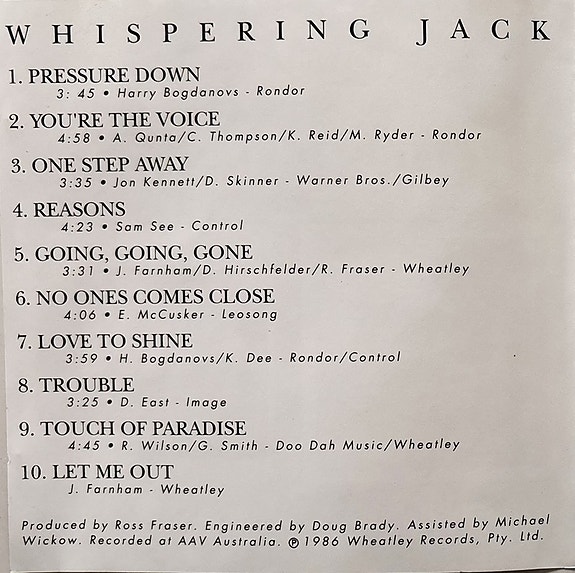 WHISPERING JACK
1. PRESSURE DOWN
3:45 • Harry Bogdanovs - Rondor
2. YOU'RE THE VOICE
4:58 • A. Qunta/C. Thompson/K. Reid/M. Ryder - Rondor
3. ONE STEP AWAY
3:35 • Jon Kennett/D. Skinner - Warner Bros./Gilbey
4. REASONS
4:23 • Sam See - Control
5. GOING, GOING, GONE
3:31 • J. Farnham/D. Hirschfelder/R. Fraser - Wheatley
6. NO ONES COMES CLOSE
4:06 • E. McCusker - Leosong
7. LOVE TO SHINE
3:59 • H. Bogdanovs/K. Dee - Rondor/Control
8. TROUBLE
3:25 • D. East - Image
9. TOUCH OF PARADISE
4:45 • R. Wilson/G. Smith - Doo Dah Music/Wheatley
10. LET ME OUT
J. Farnham - Wheatley
Produced by Ross Fraser. Engineered by Doug Brady. Assisted by Michael
Wickow. Recorded at AAV Australia. ℗ 1986 Wheatley Records, Pty. Ltd.